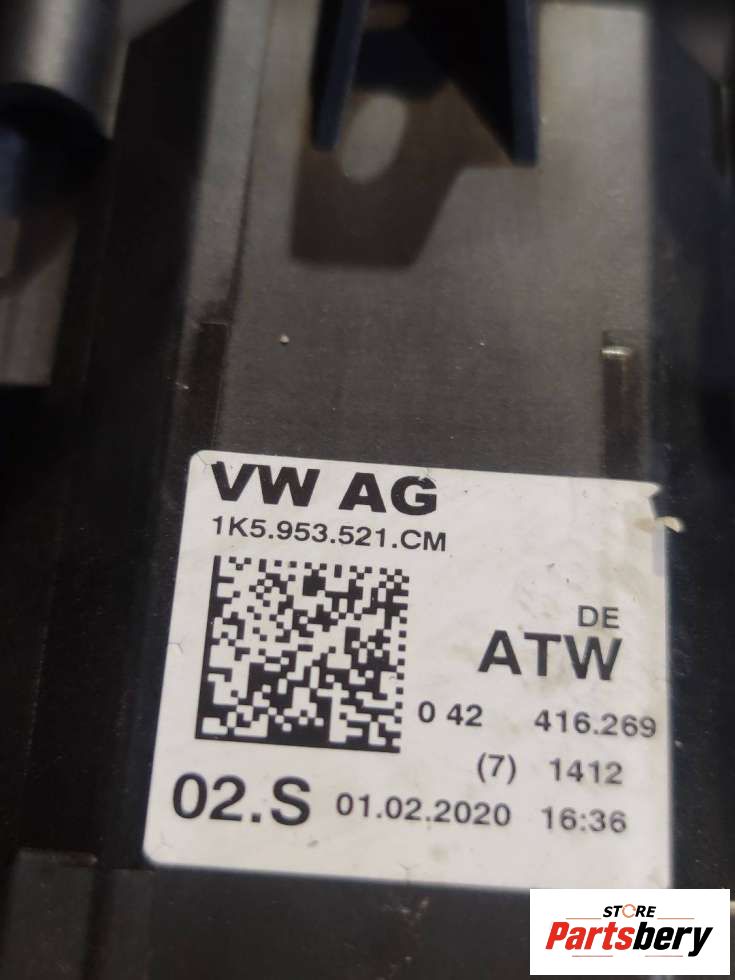 VW AG
1K5.953.521.CM
DE
ATW
0 42 416.269
(7) 1412
02.S 01.02.2020 16:36
STORE
Partsbery